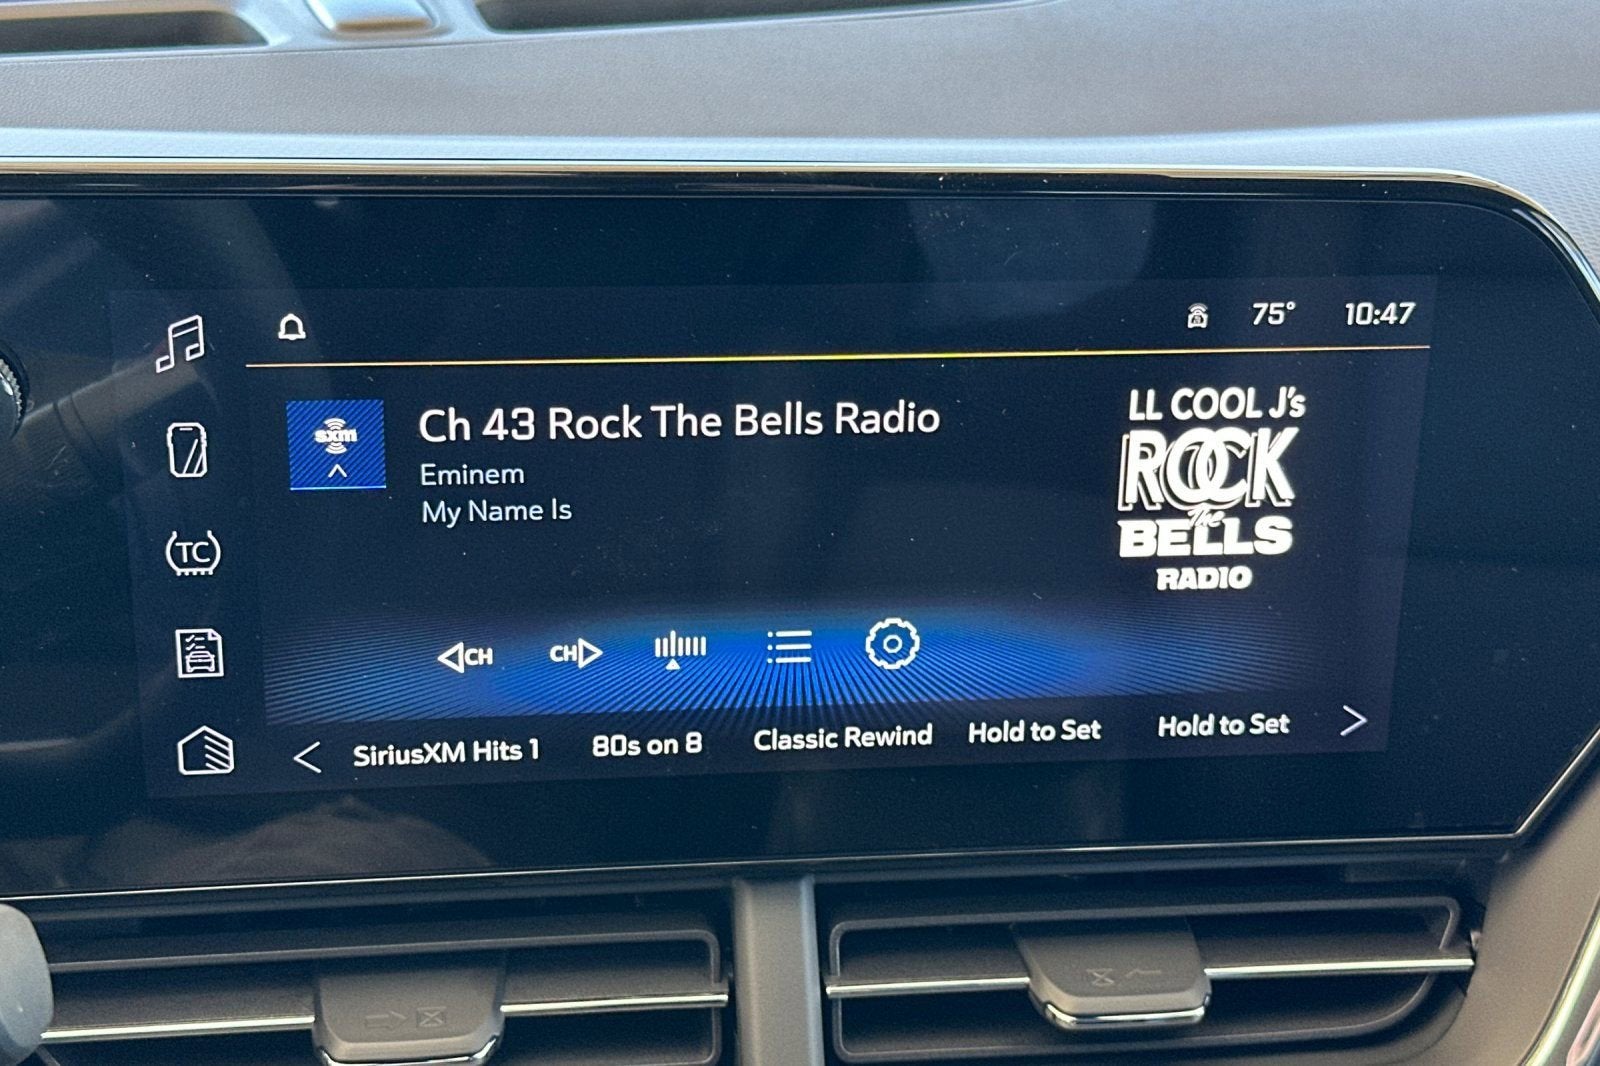 75° 10:47
sxm
Ch 43 Rock The Bells Radio
Eminem
My Name Is
LL COOL J's
ROCK
The
BELLS
RADIO
TC
CH CH
SiriusXM Hits 1 80s on 8 Classic Rewind Hold to Set Hold to Set